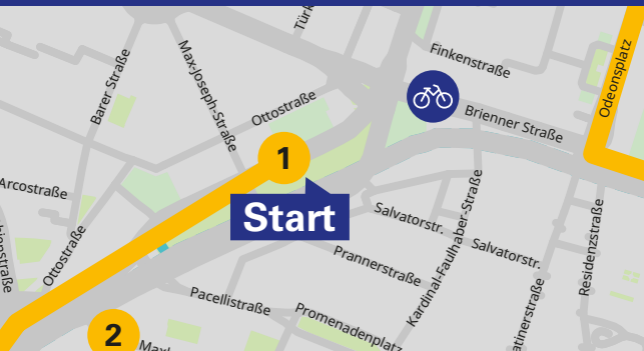 Türk
Finkenstraße
Barer Straße
Max-Joseph-Straße
Ottostraße
Brienner Straße
Odeonsplatz
1
Arcostraße
Start
Salvatorstr.
Kardinal-Faulhaber-Straße
Salvatorstr.
Residenzstraße
Ottostraße
Prannerstraße
Pacellistraße
Promenadenplatz
atinerstraße
2